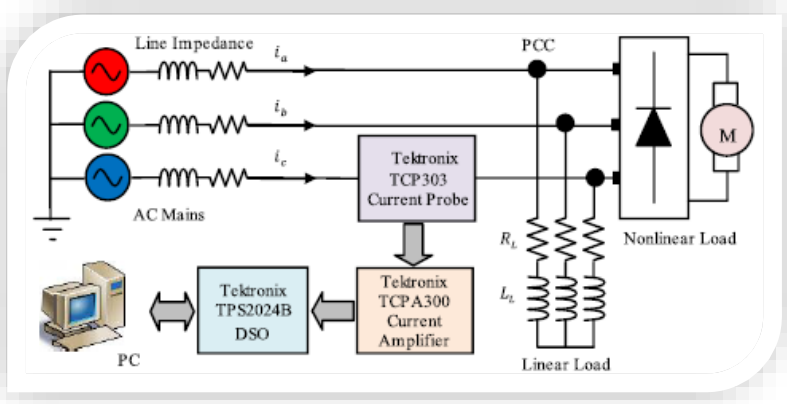 Line Impedance
i_a
PCC
i_b
i_c
Tektronix
TCP303
Current Probe
M
AC Mains
R_L
Nonlinear Load
L_L
Tektronix
TCPA300
Current
Amplifier
Tektronix
TPS2024B
DSO
PC
Linear Load